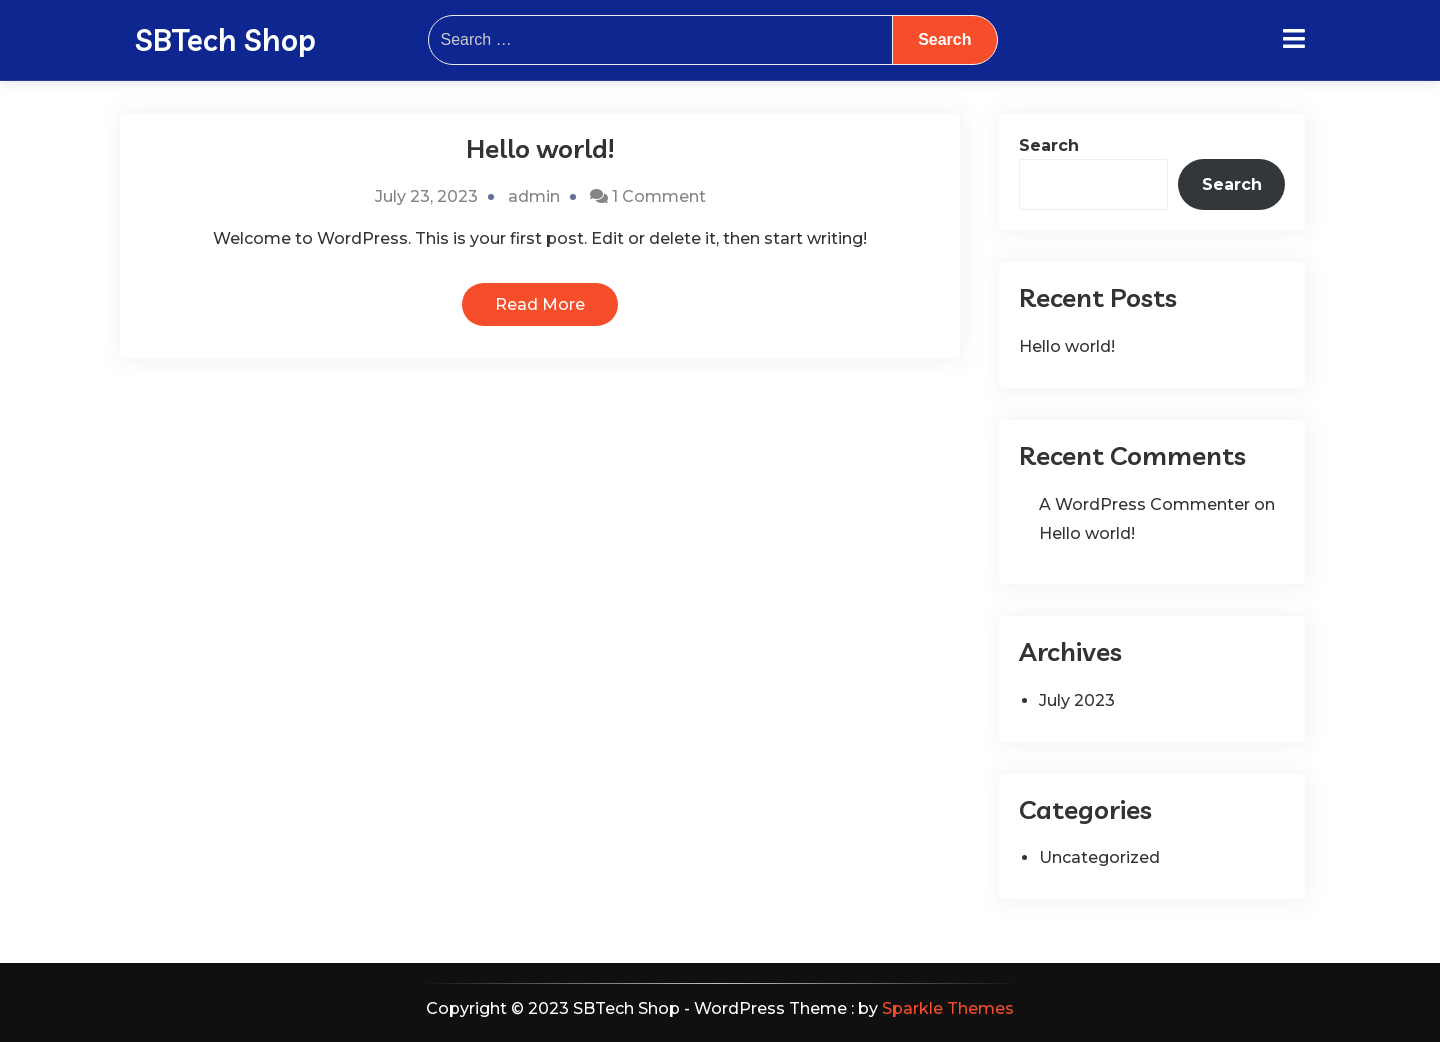 SBTech Shop
Search …
Search
Hello world!
July 23, 2023 • admin • 1 Comment
Welcome to WordPress. This is your first post. Edit or delete it, then start writing!
Read More
Search
Search
Recent Posts
Hello world!
Recent Comments
A WordPress Commenter on
Hello world!
Archives
• July 2023
Categories
• Uncategorized
Copyright © 2023 SBTech Shop - WordPress Theme : by Sparkle Themes